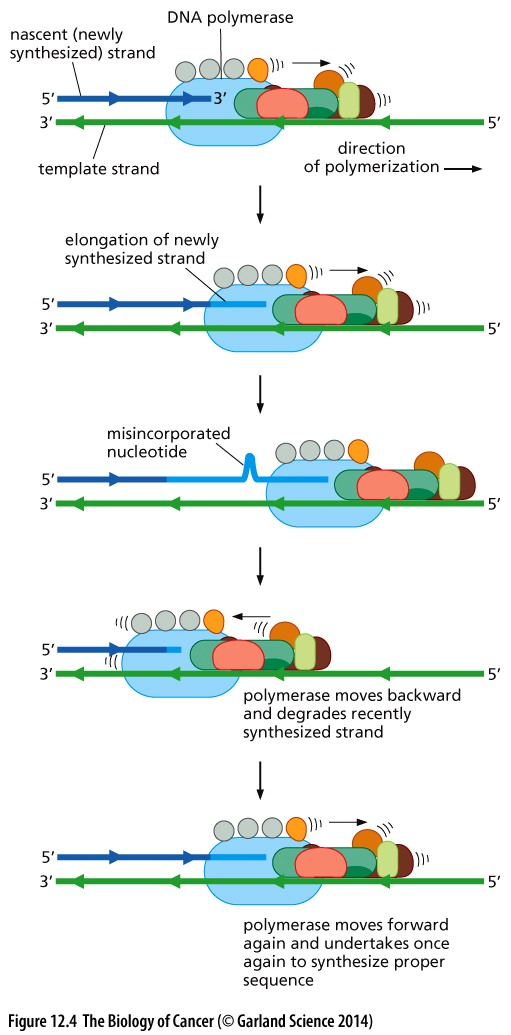 DNA polymerase
nascent (newly
synthesized) strand
5′
3′
3′
5′
template strand
direction
of polymerization
elongation of newly
synthesized strand
5′
3′
5′
misincorporated
nucleotide
5′
3′
5′
5′
3′
5′
polymerase moves backward
and degrades recently
synthesized strand
5′
3′
5′
polymerase moves forward
again and undertakes once
again to synthesize proper
sequence
Figure 12.4 The Biology of Cancer (© Garland Science 2014)